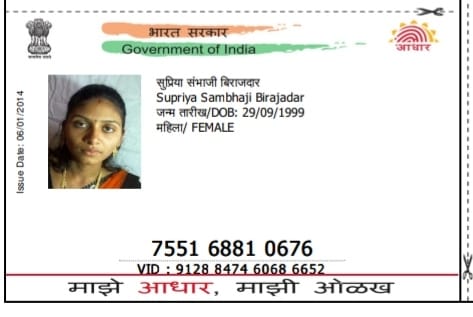 भारत सरकार
Government of India
आधार
Issue Date: 06/01/2014
सुप्रिया संभाजी बिराजदार
Supriya Sambhaji Birajadar
जन्म तारीख/DOB: 29/09/1999
महिला/ FEMALE
7551 6881 0676
VID : 9128 8474 6068 6652
माझे आधार, माझी ओळख